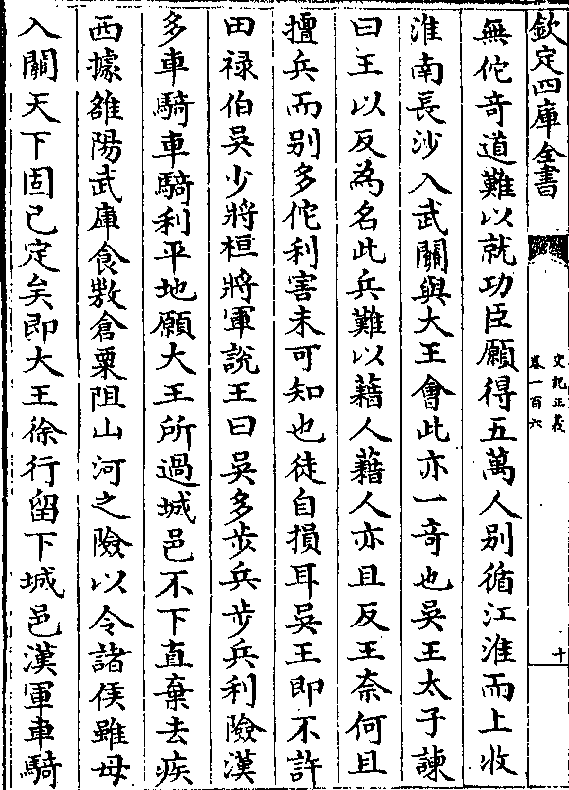 欽定四庫全書
史記正義
卷一百六
十
無佗奇道難以就功臣願得五萬人别循江淮而上收
淮南長沙入武關與大王會此亦一奇也吳王太子諫
曰王以反為名此兵難以藉人藉人亦且反王奈何且
擅兵而别多佗利害未可知也徒自損耳吳王即不許
田禄伯吳少將桓將軍說王曰吳多歩兵歩兵利險漢
多車騎車騎利平地願大王所過城邑不下直棄去疾
西據雒陽武庫食敖倉粟阻山河之險以令諸侯雖毋
入關天下固已定矣即大王徐行留下城邑漢軍車騎